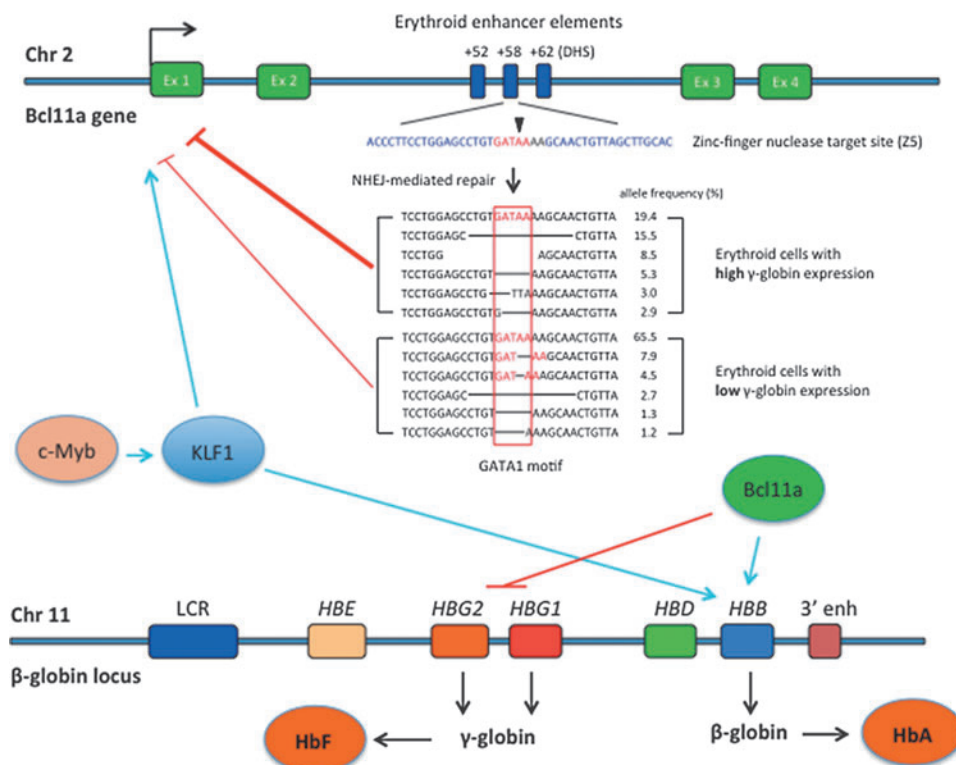 Erythroid enhancer elements
Chr 2
+52 +58 +62 (DHS)
Ex 1 Ex 2 Ex 3 Ex 4
Bcl11a gene
ACCCTTCCTGGAGCCTGTGATAAAAGCAACTGTTAGCTTGCAC
Zinc-finger nuclease target site (Z5)
NHEJ-mediated repair
allele frequency (%)
TCCTGGAGCCTGTGATAAAAGCAACTGTTA 19.4
TCCTGGAGC CTGTTA 15.5
TCCTGG AGCAACTGTTA 8.5
TCCTGGAGCCTGT AAGCAACTGTTA 5.3
TCCTGGAGCCTG TTAAAGCAACTGTTA 3.0
TCCTGGAGCCTGTG AAGCAACTGTTA 2.9
Erythroid cells with
high γ-globin expression
TCCTGGAGCCTGTGATAAAAGCAACTGTTA 65.5
TCCTGGAGCCTGTGAT AAGCAACTGTTA 7.9
TCCTGGAGCCTGTGAT AAAGCAACTGTTA 4.5
TCCTGGAGC CTGTTA 2.7
TCCTGGAGCCTGT AAGCAACTGTTA 1.3
TCCTGGAGCCTGT AAAGCAACTGTTA 1.2
Erythroid cells with
low γ-globin expression
GATA1 motif
c-Myb
KLF1
Bcl11a
Chr 11
LCR HBE HBG2 HBG1 HBD HBB 3' enh
β-globin locus
HbF
γ-globin
β-globin
HbA